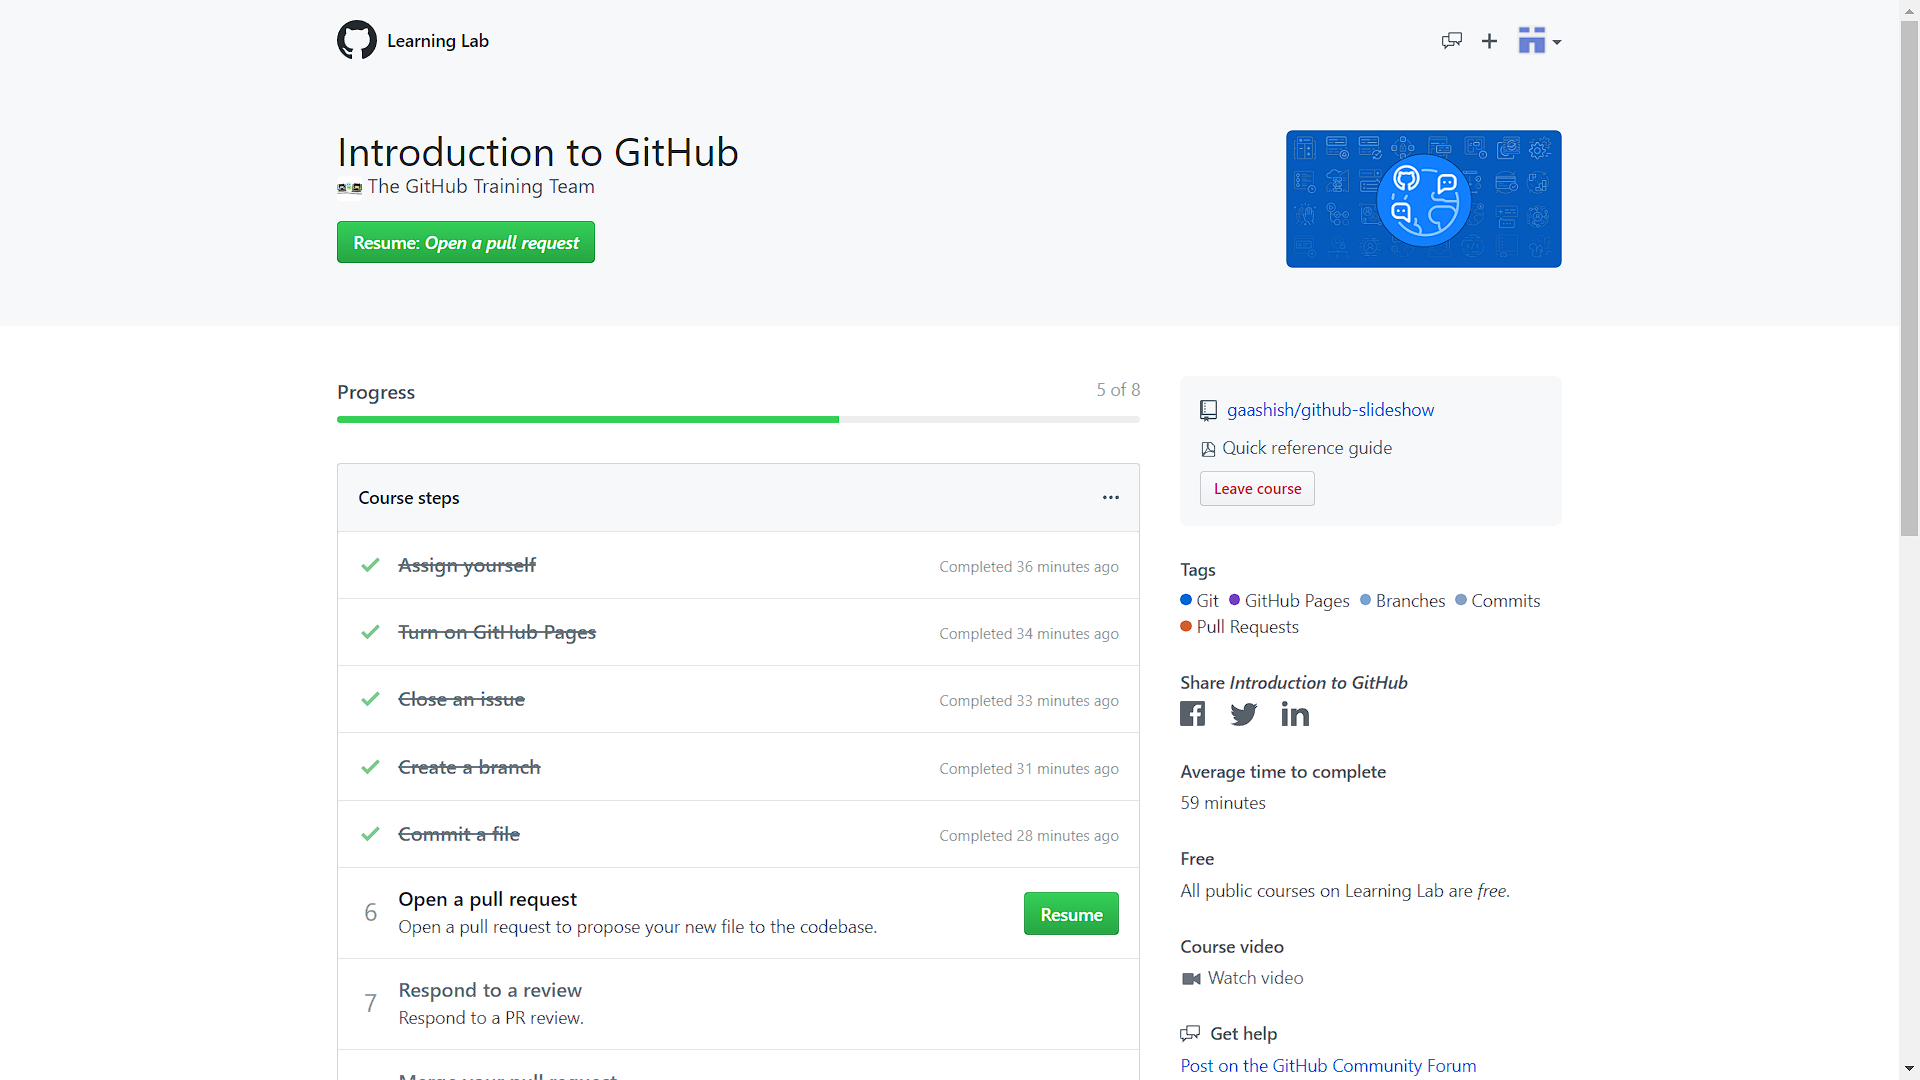 Learning Lab
Introduction to GitHub
The GitHub Training Team
Resume: Open a pull request
Progress
5 of 8
Course steps
Assign yourself
Completed 36 minutes ago
Turn on GitHub Pages
Completed 34 minutes ago
Close an issue
Completed 33 minutes ago
Create a branch
Completed 31 minutes ago
Commit a file
Completed 28 minutes ago
6
Open a pull request
Open a pull request to propose your new file to the codebase.
Resume
7
Respond to a review
Respond to a PR review.
Merge your pull request
gaashish/github-slideshow
Quick reference guide
Leave course
Tags
Git GitHub Pages Branches Commits
Pull Requests
Share Introduction to GitHub
Average time to complete
59 minutes
Free
All public courses on Learning Lab are free.
Course video
Watch video
Get help
Post on the GitHub Community Forum